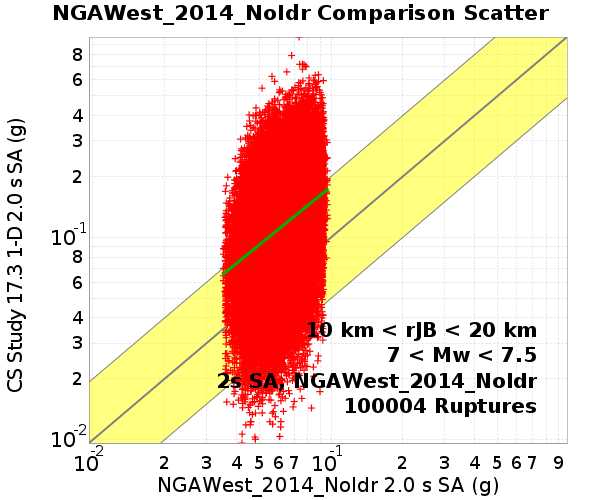 NGAWest_2014_NoIdr Comparison Scatter
CS Study 17.3 1-D 2.0 s SA (g)
8
6
4
3
2
10-1
8
6
4
3
2
10-2
10 km < rJB < 20 km
7 < Mw < 7.5
2s SA, NGAWest_2014_NoIdr
100004 Ruptures
10-2 2 3 4 5 6 7 10-1 2 3 4 5 6 7 9
NGAWest_2014_NoIdr 2.0 s SA (g)